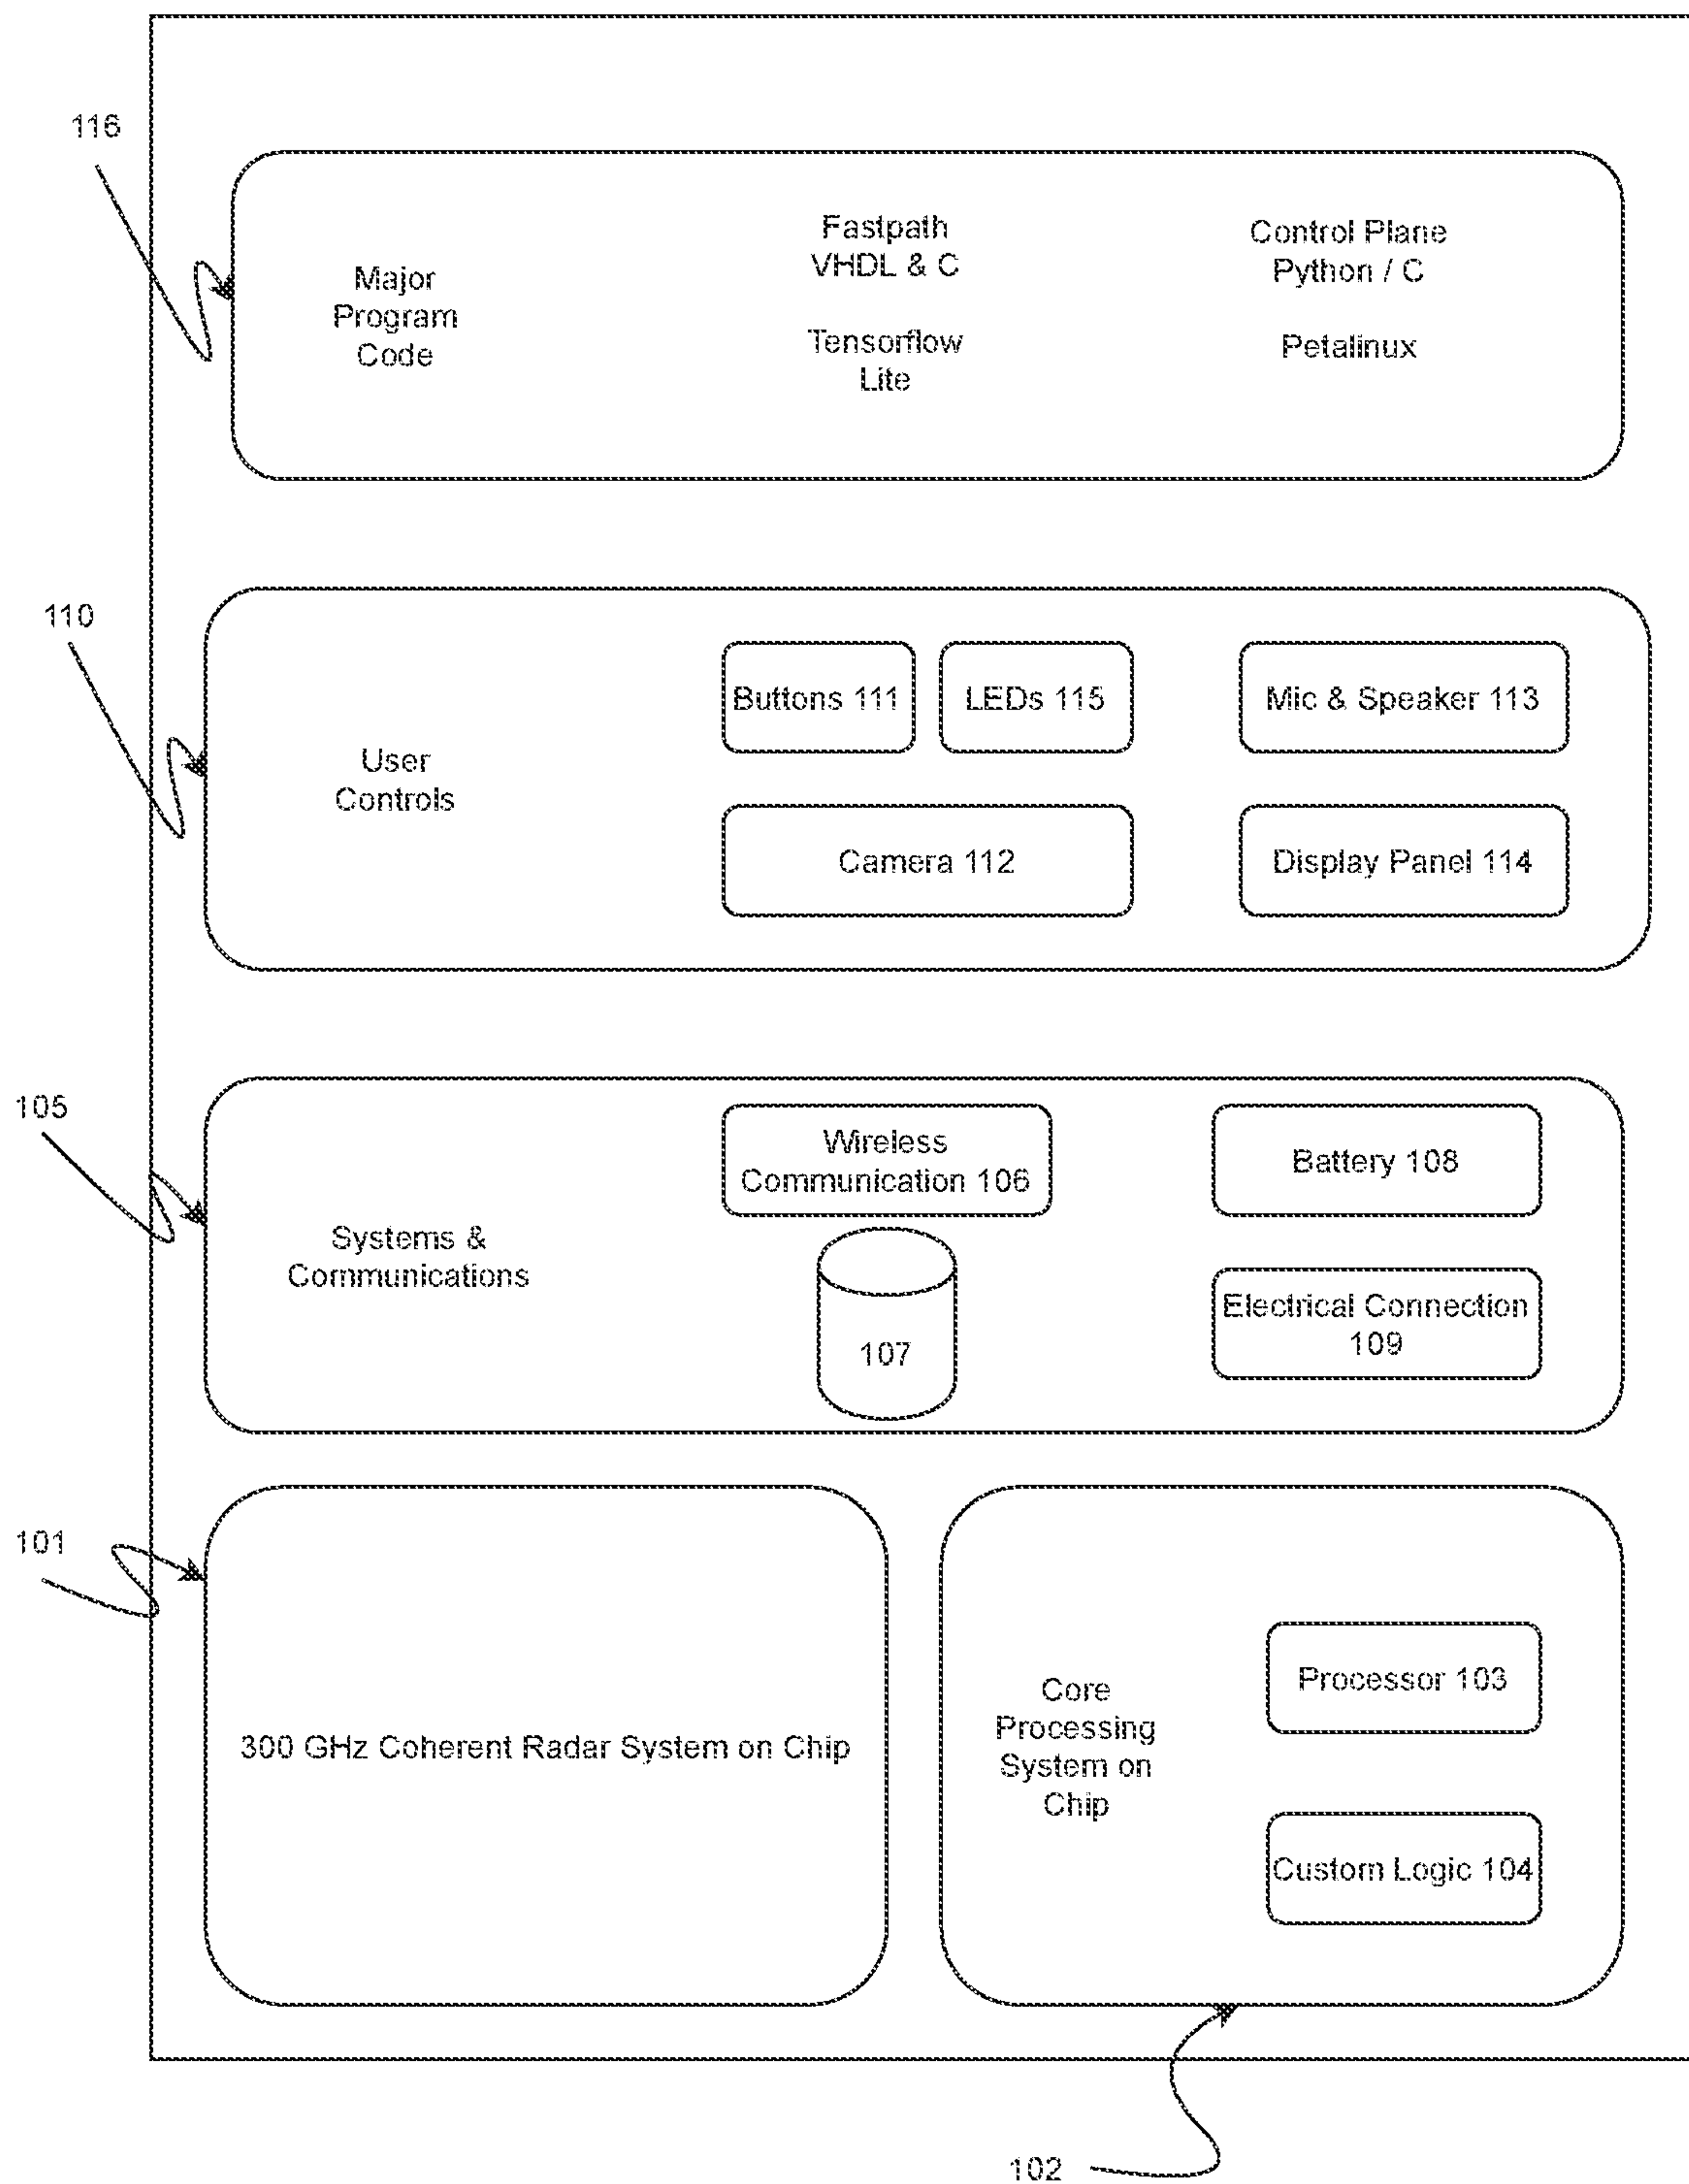 116
Major
Program
Code
Fastpath
VHDL & C
Tensorflow
Lite
Control Plane
Python / C
Petalinux
110
User
Controls
Buttons 111
LEDs 115
Mic & Speaker 113
Camera 112
Display Panel 114
105
Systems &
Communications
Wireless
Communication 106
107
Battery 108
Electrical Connection
109
101
300 GHz Coherent Radar System on Chip
Core
Processing
System on
Chip
Processor 103
Custom Logic 104
102